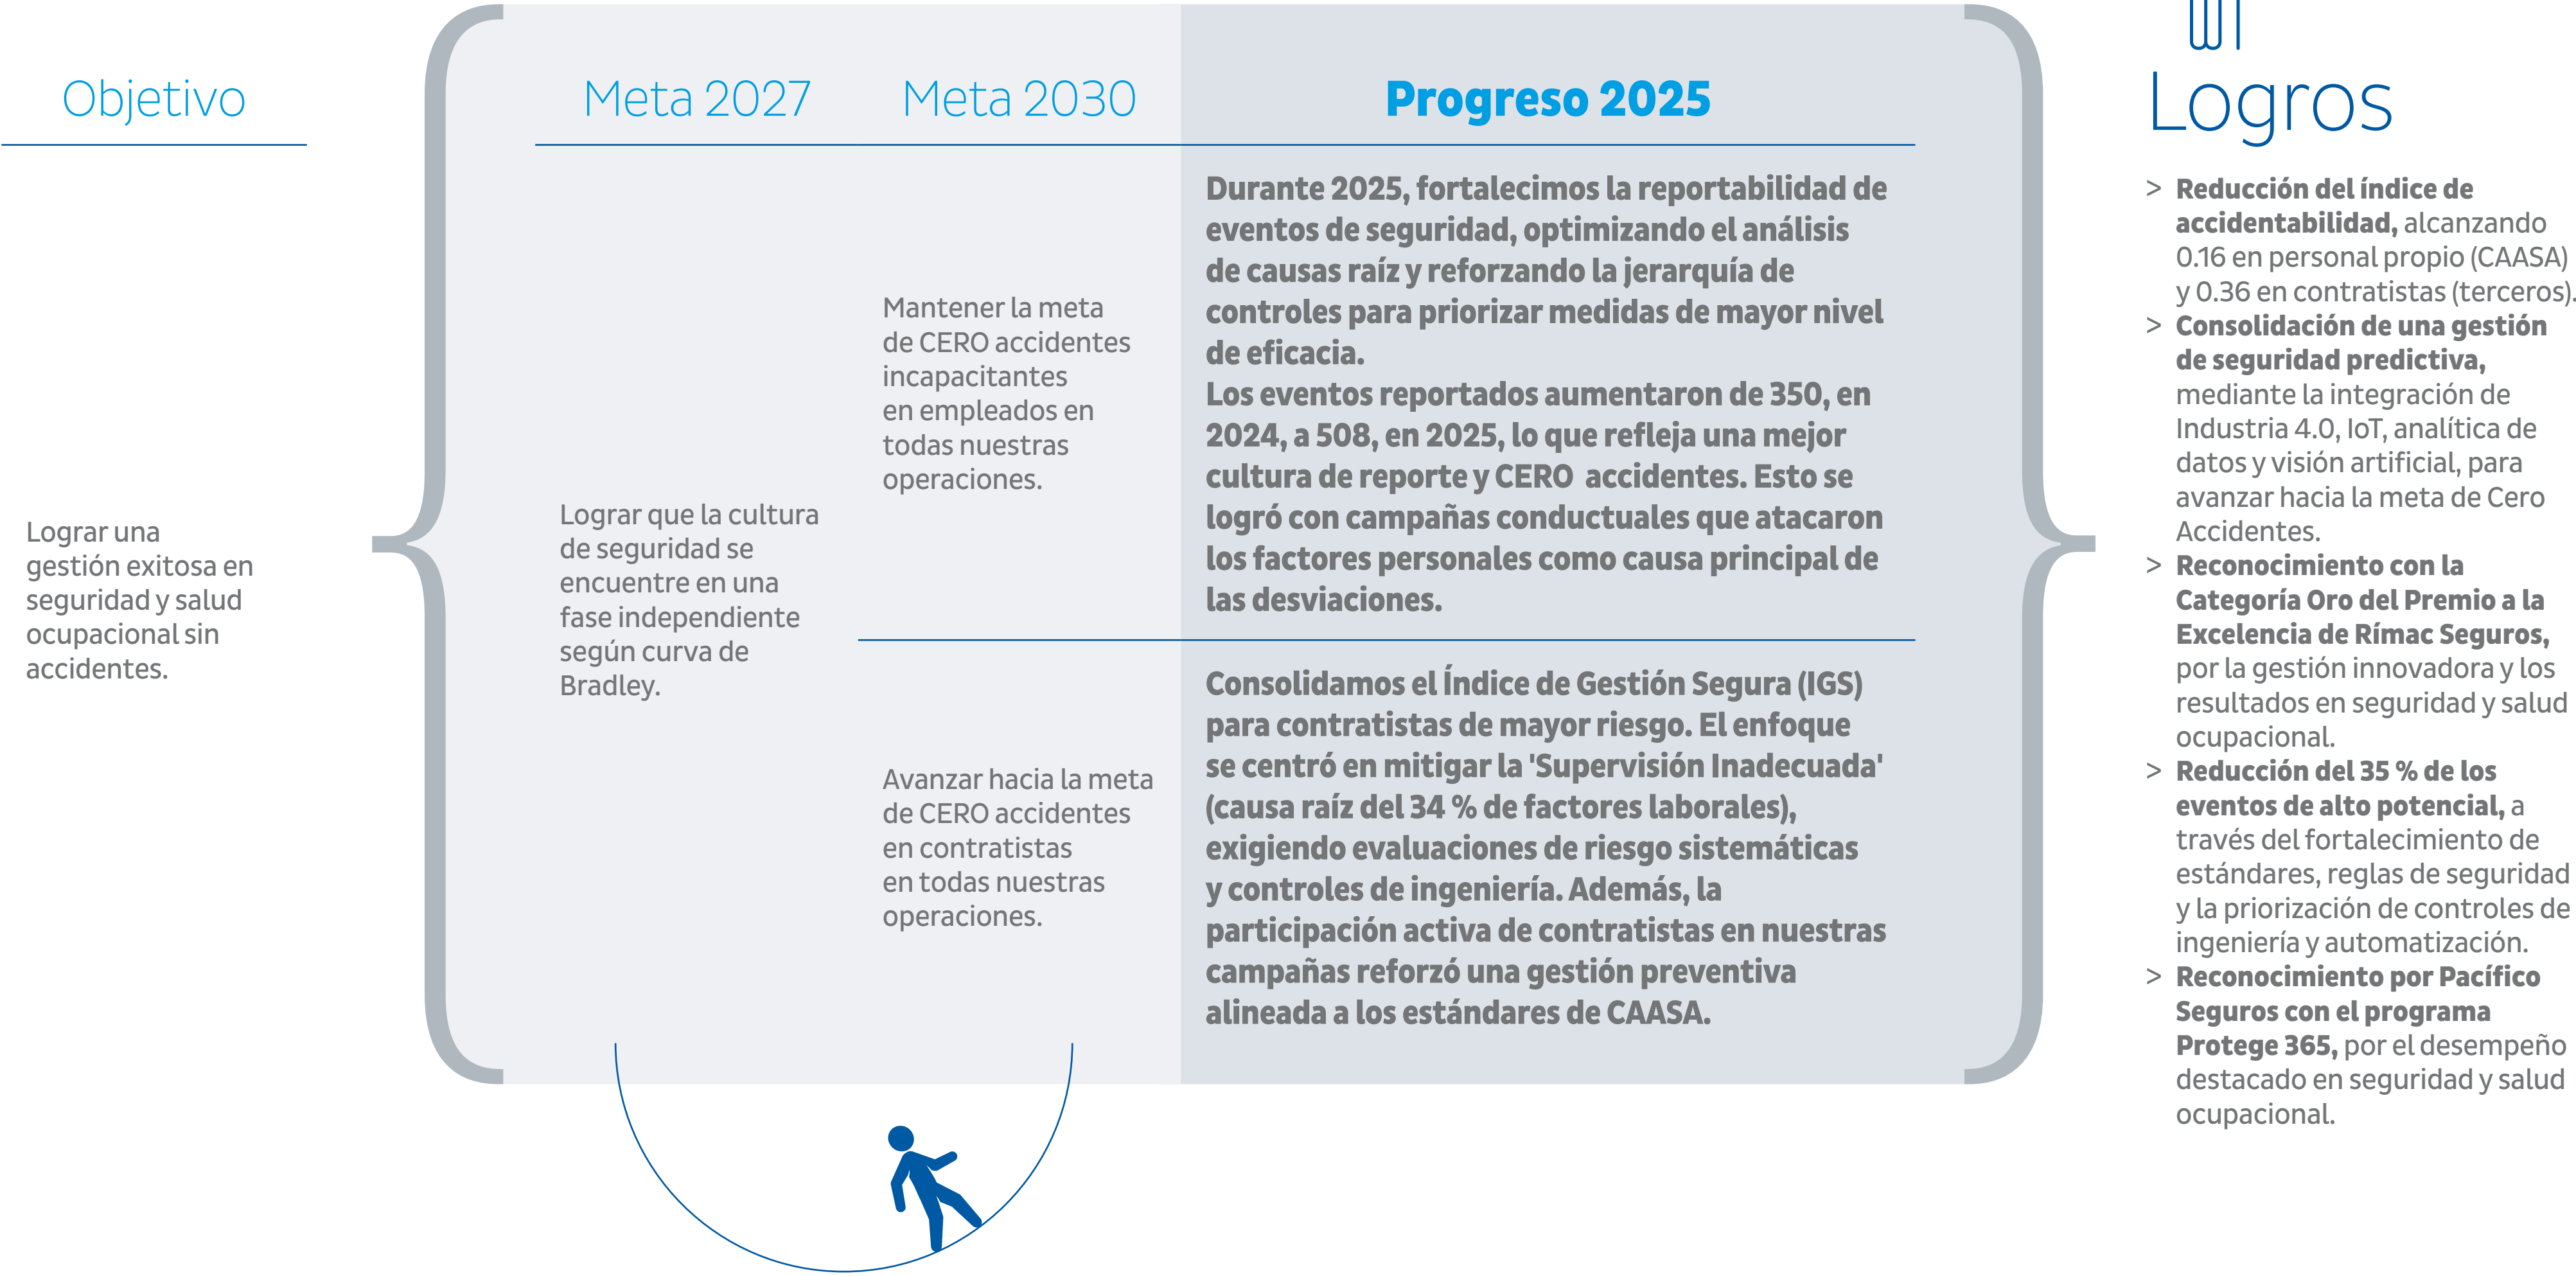 Objetivo
Lograr una
gestión exitosa en
seguridad y salud
ocupacional sin
accidentes.
Meta 2027
Lograr que la cultura
de seguridad se
encuentre en una
fase independiente
según curva de
Bradley.
Meta 2030
Mantener la meta
de CERO accidentes
incapacitantes
en empleados en
todas nuestras
operaciones.
Avanzar hacia la meta
de CERO accidentes
en contratistas
en todas nuestras
operaciones.
Progreso 2025
Durante 2025, fortalecimos la reportabilidad de
eventos de seguridad, optimizando el análisis
de causas raíz y reforzando la jerarquía de
controles para priorizar medidas de mayor nivel
de eficacia.
Los eventos reportados aumentaron de 350, en
2024, a 508, en 2025, lo que refleja una mejor
cultura de reporte y CERO accidentes. Esto se
logró con campañas conductuales que atacaron
los factores personales como causa principal de
las desviaciones.
Consolidamos el Índice de Gestión Segura (IGS)
para contratistas de mayor riesgo. El enfoque
se centró en mitigar la 'Supervisión Inadecuada'
(causa raíz del 34 % de factores laborales),
exigiendo evaluaciones de riesgo sistemáticas
y controles de ingeniería. Además, la
participación activa de contratistas en nuestras
campañas reforzó una gestión preventiva
alineada a los estándares de CAASA.
Logros
> Reducción del índice de
accidentabilidad, alcanzando
0.16 en personal propio (CAASA)
y 0.36 en contratistas (terceros).
> Consolidación de una gestión
de seguridad predictiva,
mediante la integración de
Industria 4.0, IoT, analítica de
datos y visión artificial, para
avanzar hacia la meta de Cero
Accidentes.
> Reconocimiento con la
Categoría Oro del Premio a la
Excelencia de Rímac Seguros,
por la gestión innovadora y los
resultados en seguridad y salud
ocupacional.
> Reducción del 35 % de los
eventos de alto potencial, a
través del fortalecimiento de
estándares, reglas de seguridad
y la priorización de controles de
ingeniería y automatización.
> Reconocimiento por Pacífico
Seguros con el programa
Protege 365, por el desempeño
destacado en seguridad y salud
ocupacional.